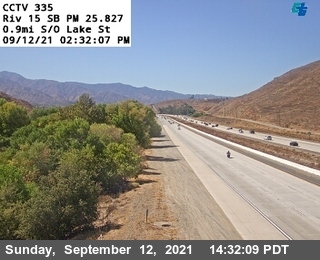 CCTV 335
Riv 15 SB PM 25.827
0.9mi S/O Lake St
09/12/21 02:32:07 PM
Sunday, September 12, 2021 14:32:09 PDT